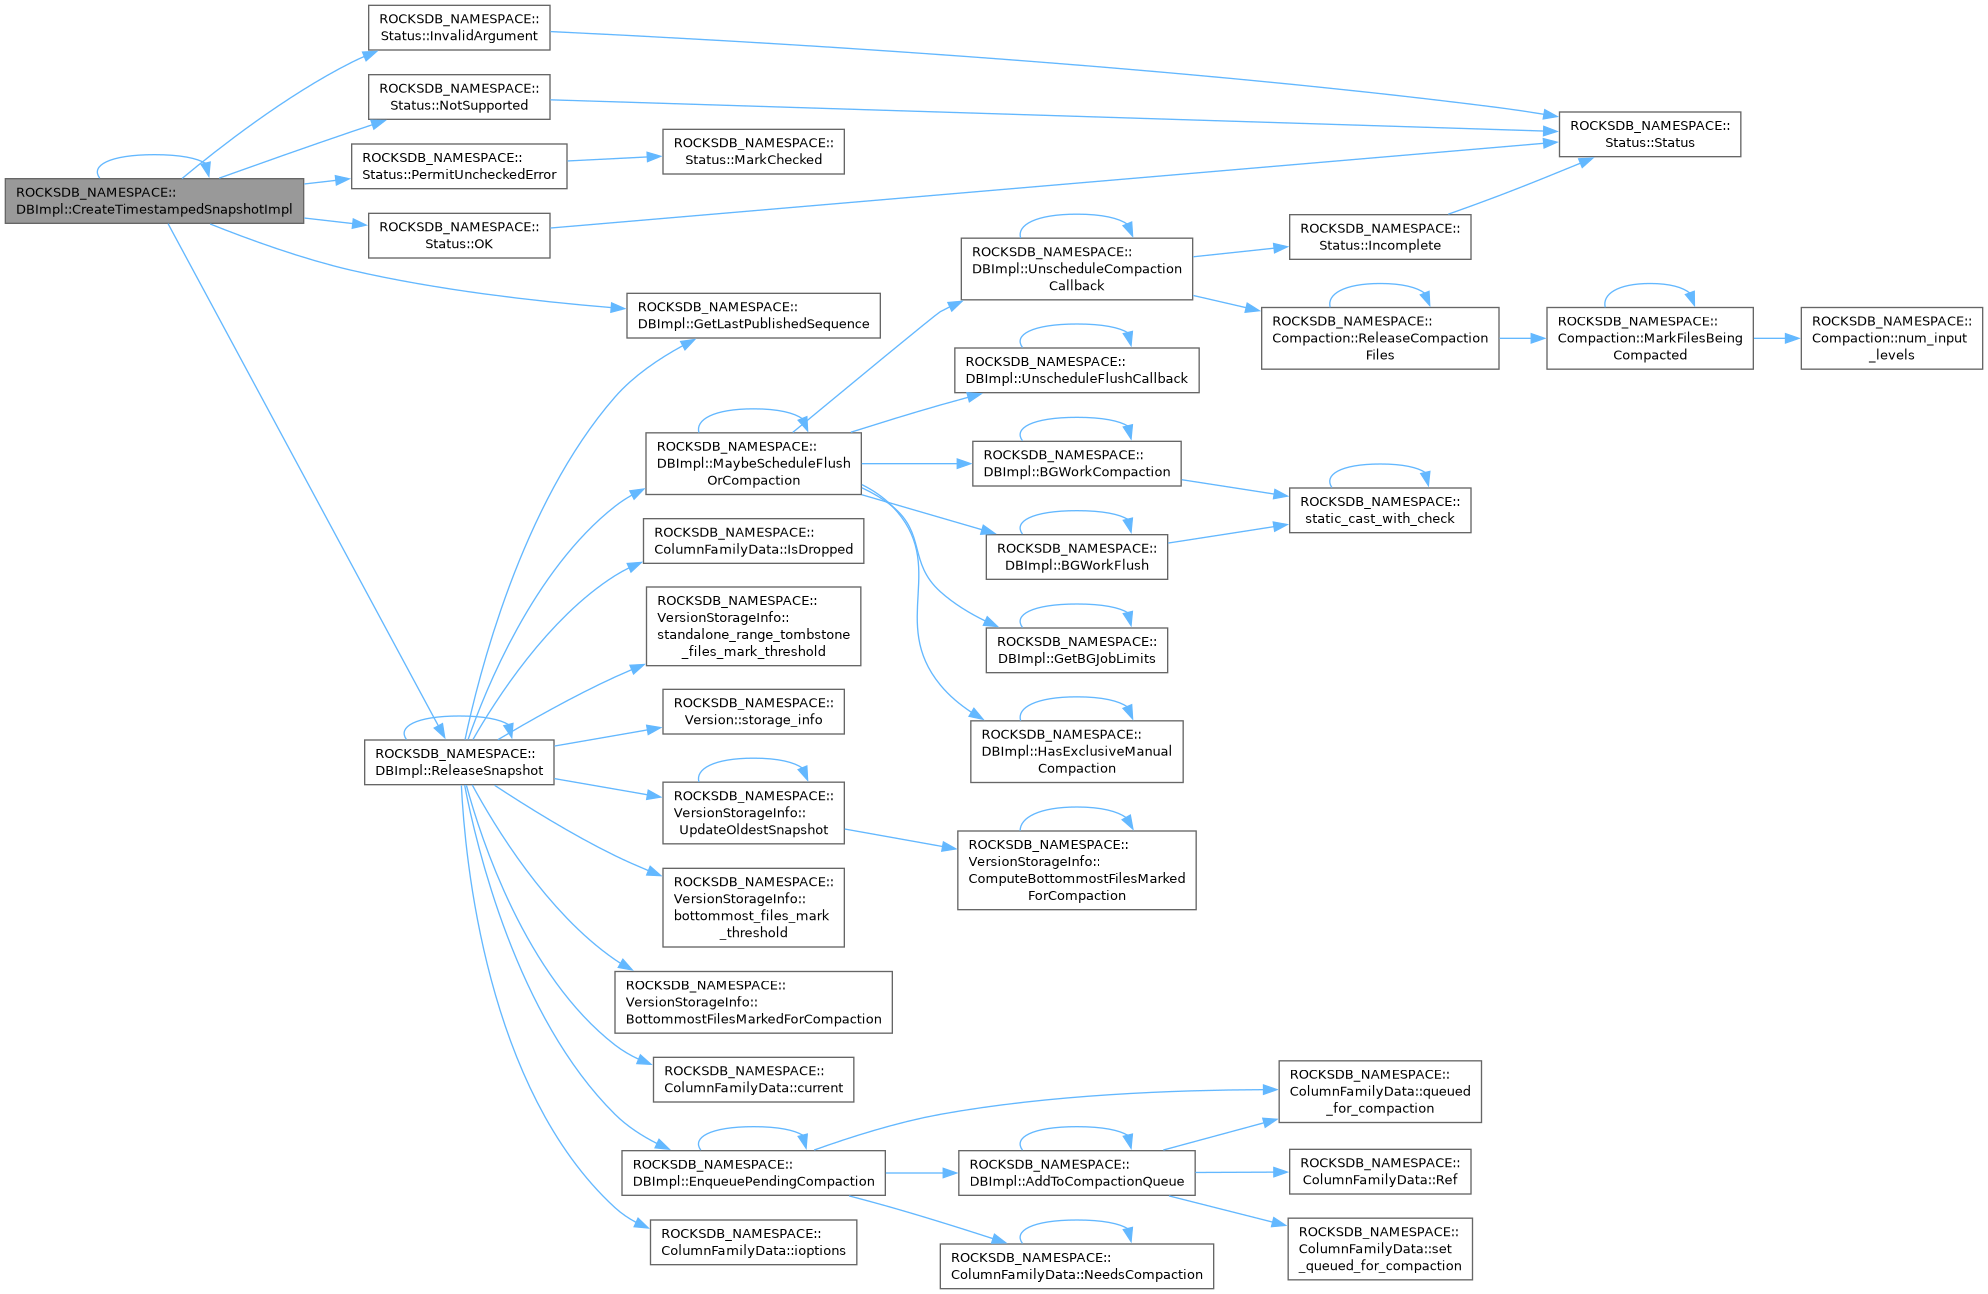 ROCKSDB_NAMESPACE::
Status::InvalidArgument
ROCKSDB_NAMESPACE::
Status::NotSupported
ROCKSDB_NAMESPACE::
Status::Status
ROCKSDB_NAMESPACE::
Status::MarkChecked
ROCKSDB_NAMESPACE::
Status::PermitUncheckedError
ROCKSDB_NAMESPACE::
DBImpl::CreateTimestampedSnapshotImpl
ROCKSDB_NAMESPACE::
Status::OK
ROCKSDB_NAMESPACE::
Status::Incomplete
ROCKSDB_NAMESPACE::
DBImpl::UnscheduleCompaction
Callback
ROCKSDB_NAMESPACE::
DBImpl::GetLastPublishedSequence
ROCKSDB_NAMESPACE::
Compaction::ReleaseCompaction
Files
ROCKSDB_NAMESPACE::
Compaction::MarkFilesBeing
Compacted
ROCKSDB_NAMESPACE::
Compaction::num_input
_levels
ROCKSDB_NAMESPACE::
DBImpl::UnscheduleFlushCallback
ROCKSDB_NAMESPACE::
DBImpl::MaybeScheduleFlush
OrCompaction
ROCKSDB_NAMESPACE::
DBImpl::BGWorkCompaction
ROCKSDB_NAMESPACE::
static_cast_with_check
ROCKSDB_NAMESPACE::
ColumnFamilyData::IsDropped
ROCKSDB_NAMESPACE::
DBImpl::BGWorkFlush
ROCKSDB_NAMESPACE::
VersionStorageInfo::
standalone_range_tombstone
_files_mark_threshold
ROCKSDB_NAMESPACE::
DBImpl::GetBGJobLimits
ROCKSDB_NAMESPACE::
Version::storage_info
ROCKSDB_NAMESPACE::
DBImpl::HasExclusiveManual
Compaction
ROCKSDB_NAMESPACE::
DBImpl::ReleaseSnapshot
ROCKSDB_NAMESPACE::
VersionStorageInfo::
UpdateOldestSnapshot
ROCKSDB_NAMESPACE::
VersionStorageInfo::
ComputeBottommostFilesMarked
ForCompaction
ROCKSDB_NAMESPACE::
VersionStorageInfo::
bottommost_files_mark
_threshold
ROCKSDB_NAMESPACE::
VersionStorageInfo::
BottommostFilesMarkedForCompaction
ROCKSDB_NAMESPACE::
ColumnFamilyData::current
ROCKSDB_NAMESPACE::
ColumnFamilyData::queued
_for_compaction
ROCKSDB_NAMESPACE::
DBImpl::EnqueuePendingCompaction
ROCKSDB_NAMESPACE::
DBImpl::AddToCompactionQueue
ROCKSDB_NAMESPACE::
ColumnFamilyData::Ref
ROCKSDB_NAMESPACE::
ColumnFamilyData::ioptions
ROCKSDB_NAMESPACE::
ColumnFamilyData::NeedsCompaction
ROCKSDB_NAMESPACE::
ColumnFamilyData::set
_queued_for_compaction